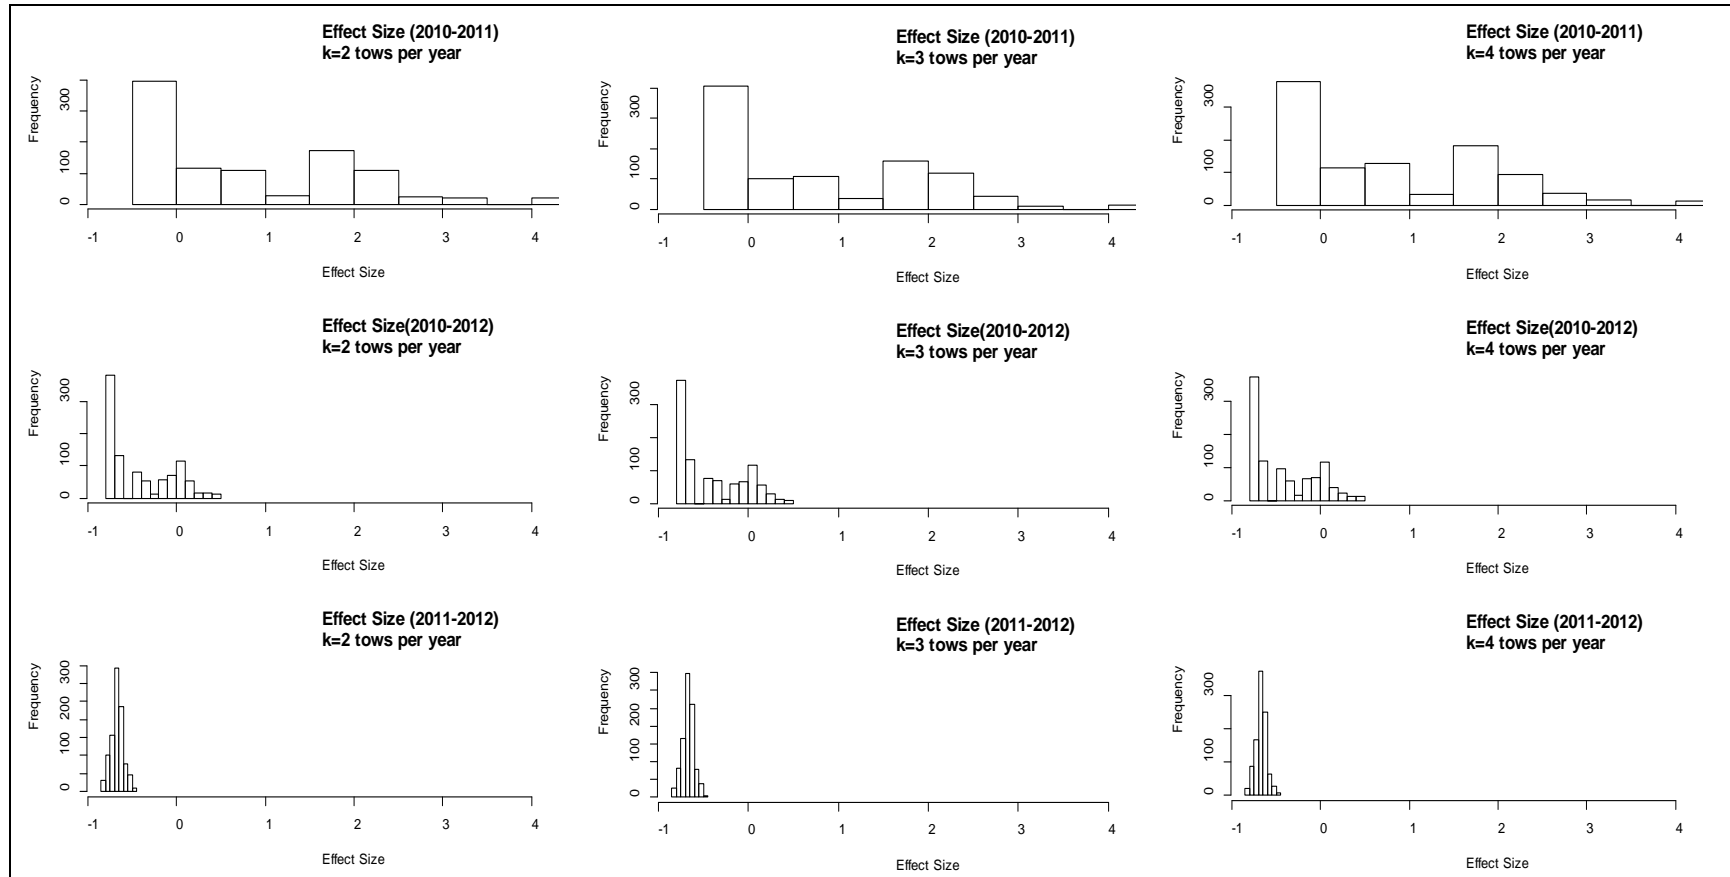 Effect Size (2010-2011)
k=2 tows per year
Frequency
300
100
0
-1 0 1 2 3 4
Effect Size
Effect Size (2010-2011)
k=3 tows per year
Frequency
300
100
0
-1 0 1 2 3 4
Effect Size
Effect Size (2010-2011)
k=4 tows per year
Frequency
300
100
0
-1 0 1 2 3 4
Effect Size
Effect Size(2010-2012)
k=2 tows per year
Frequency
300
100
0
-1 0 1 2 3 4
Effect Size
Effect Size(2010-2012)
k=3 tows per year
Frequency
300
100
0
-1 0 1 2 3 4
Effect Size
Effect Size(2010-2012)
k=4 tows per year
Frequency
300
100
0
-1 0 1 2 3 4
Effect Size
Effect Size (2011-2012)
k=2 tows per year
Frequency
300
200
100
0
-1 0 1 2 3 4
Effect Size
Effect Size (2011-2012)
k=3 tows per year
Frequency
300
200
100
0
-1 0 1 2 3 4
Effect Size
Effect Size (2011-2012)
k=4 tows per year
Frequency
300
100
0
-1 0 1 2 3 4
Effect Size